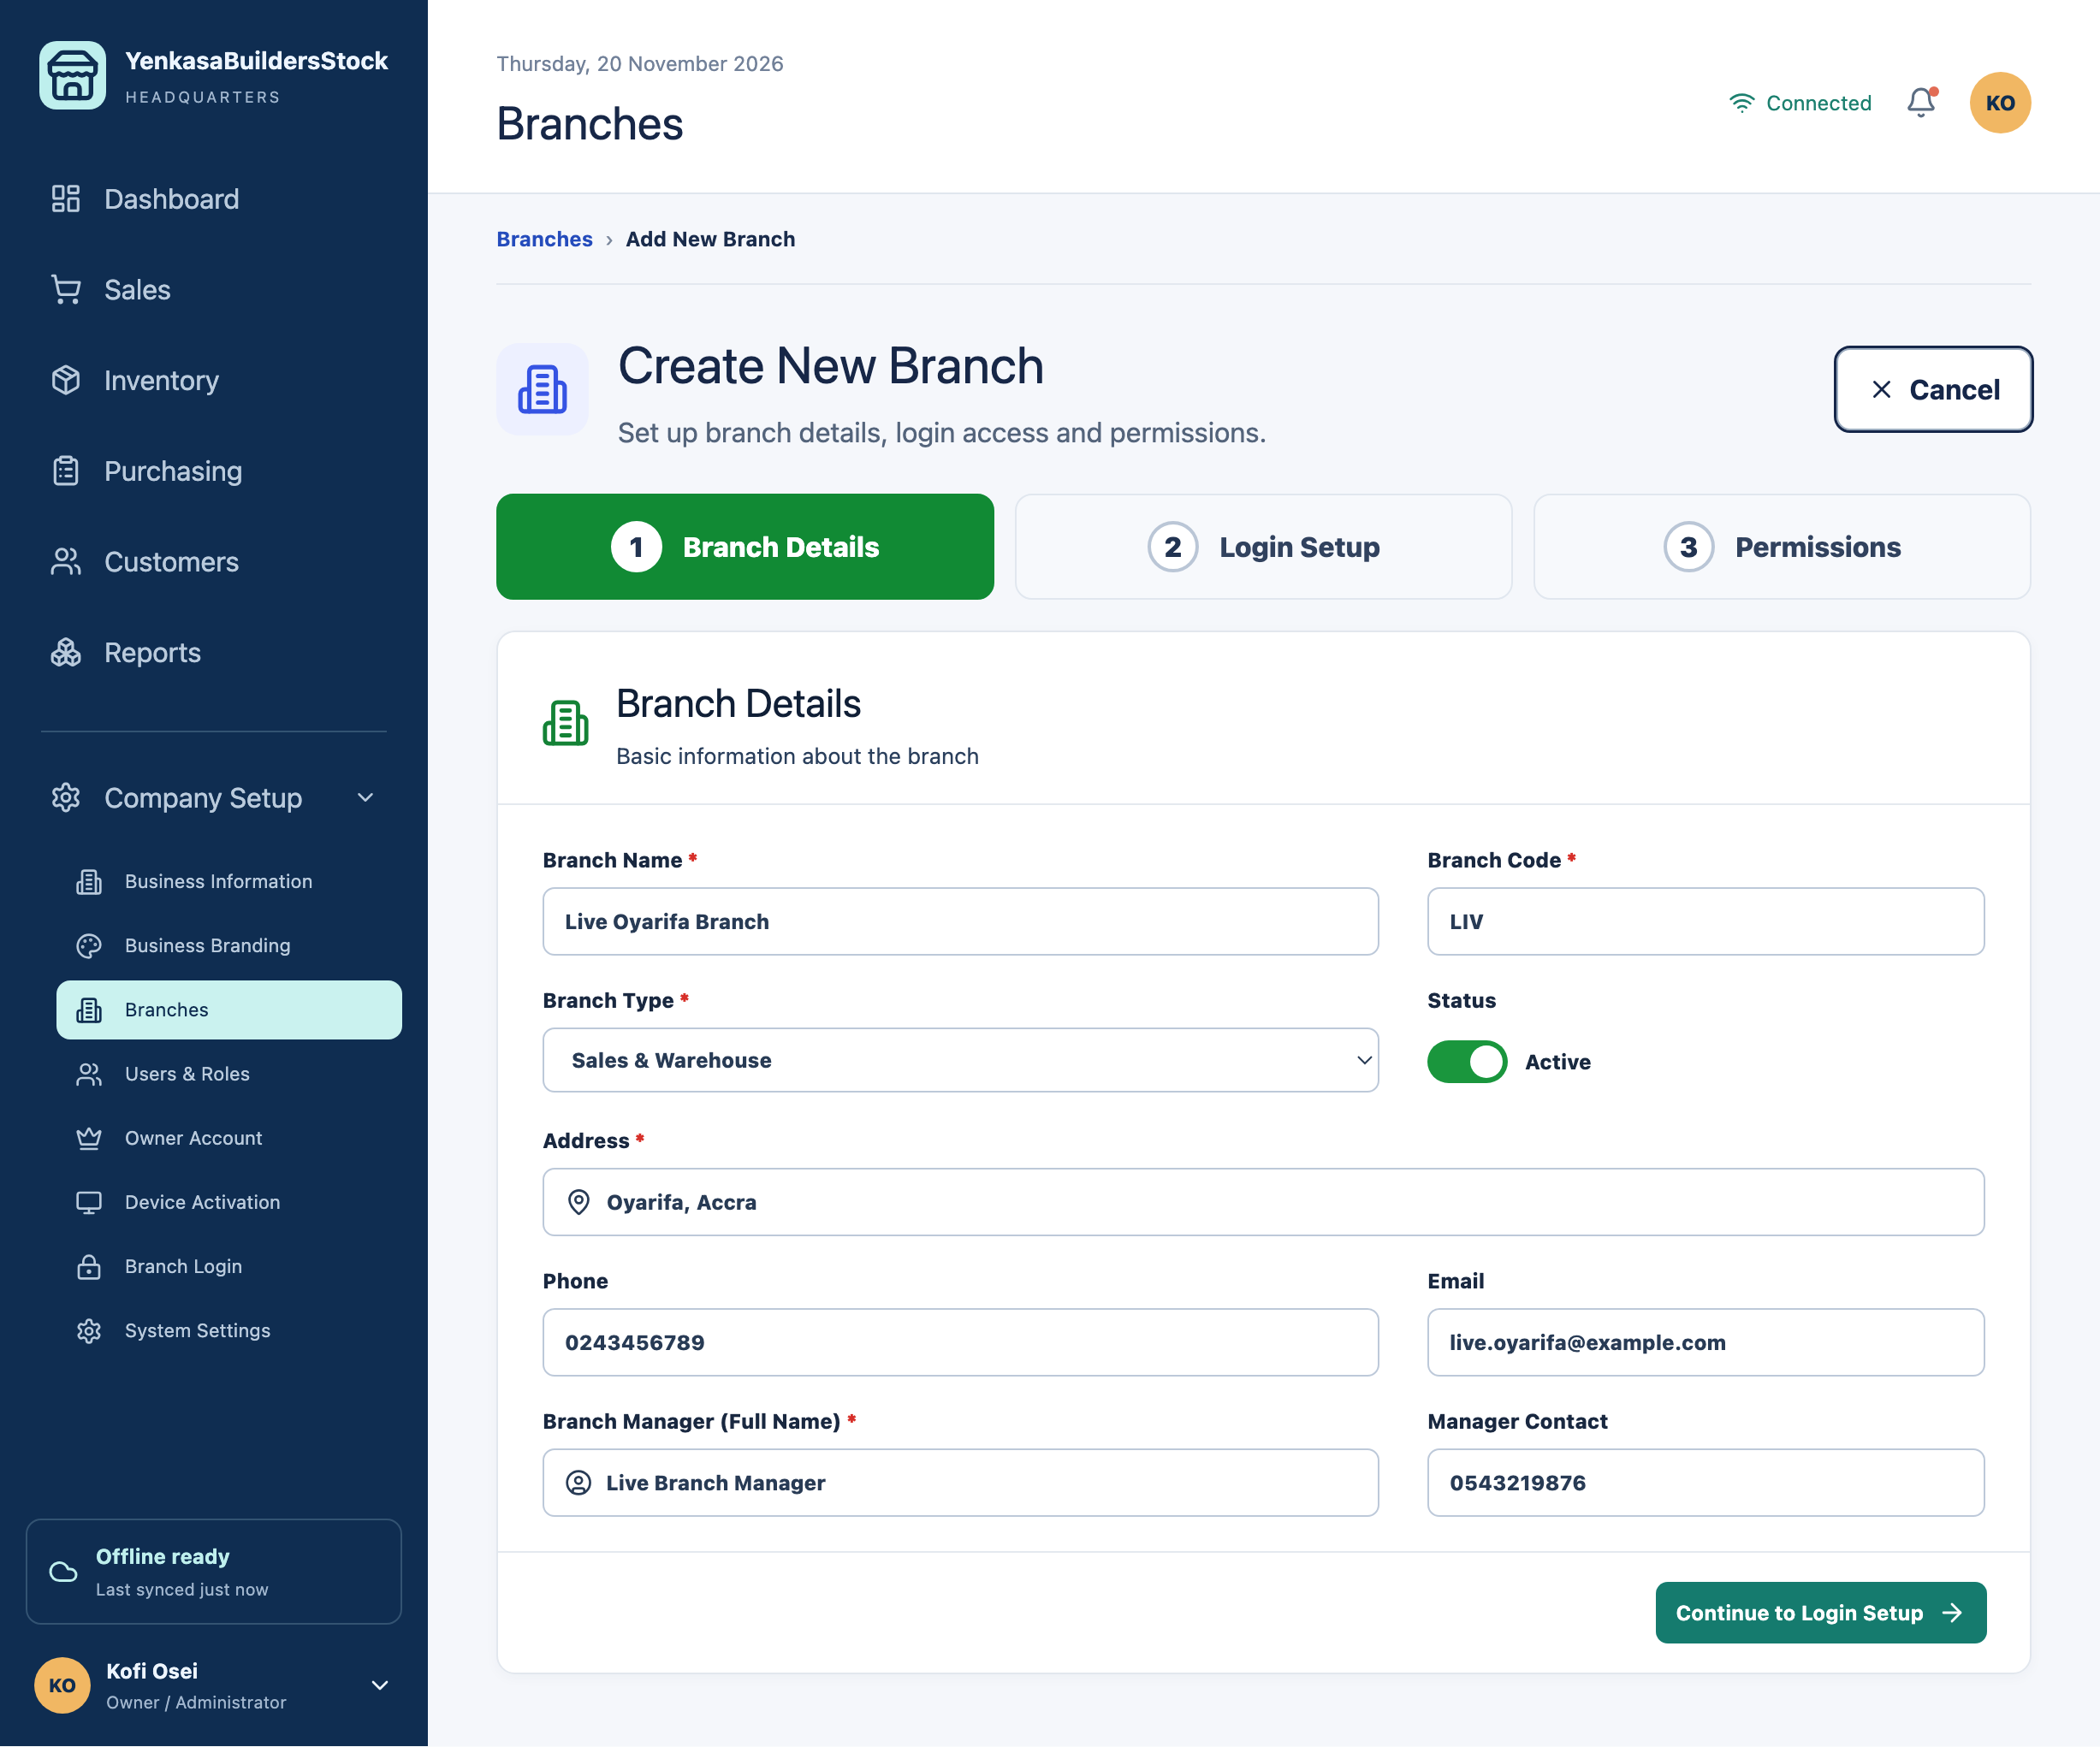 YenkasaBuildersStock
HEADQUARTERS
Dashboard
Sales
Inventory
Purchasing
Customers
Reports
Company Setup
Business Information
Business Branding
Branches
Users & Roles
Owner Account
Device Activation
Branch Login
System Settings
Offline ready
Last synced just now
KO
Kofi Osei
Owner / Administrator
Thursday, 20 November 2026
Branches
Connected
KO
Branches › Add New Branch
Create New Branch
Set up branch details, login access and permissions.
Cancel
1 Branch Details
2 Login Setup
3 Permissions
Branch Details
Basic information about the branch
Branch Name *
Live Oyarifa Branch
Branch Code *
LIV
Branch Type *
Sales & Warehouse
Status
Active
Address *
Oyarifa, Accra
Phone
0243456789
Email
live.oyarifa@example.com
Branch Manager (Full Name) *
Live Branch Manager
Manager Contact
0543219876
Continue to Login Setup